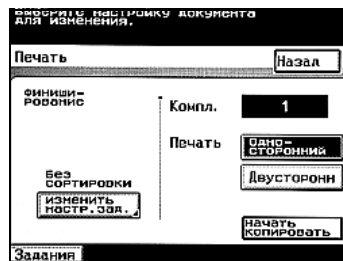 Выберите настройку документа
для изменения.
Печать
Назад
Финиши-
рование
Компл.
1
Печать
Одно-
сторонний
Двусторонн
Без
сортировки
Изменить
настр.зад.
Начать
копировать
Задания